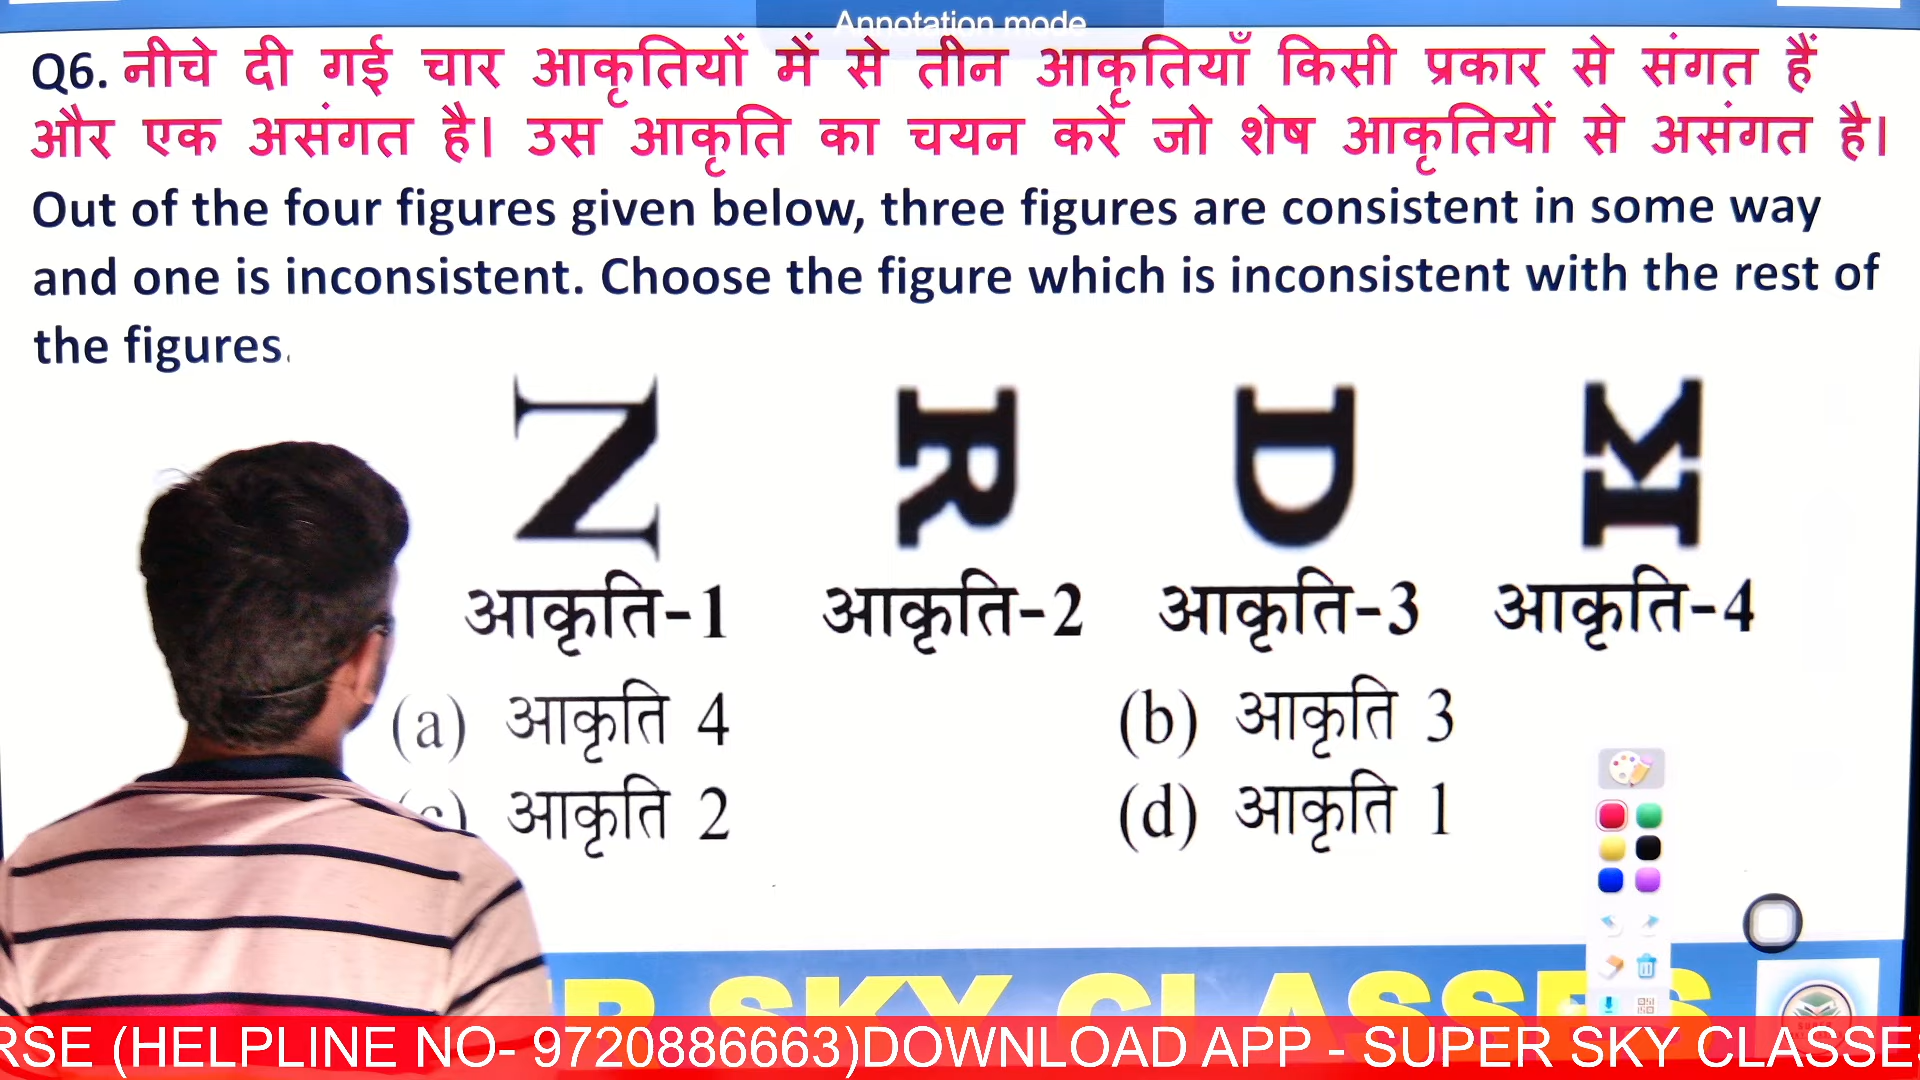 Annotation mode
Q6. नीचे दी गई चार आकृतियों में से तीन आकृतियाँ किसी प्रकार से संगत हैं
और एक असंगत है। उस आकृति का चयन करें जो शेष आकृतियों से असंगत है।
Out of the four figures given below, three figures are consistent in some way
and one is inconsistent. Choose the figure which is inconsistent with the rest of
the figures.
N R D M
आकृति-1 आकृति-2 आकृति-3 आकृति-4
(a) आकृति 4 (b) आकृति 3
(c) आकृति 2 (d) आकृति 1
SKY CLASSES
RSE (HELPLINE NO- 9720886663)DOWNLOAD APP - SUPER SKY CLASSES